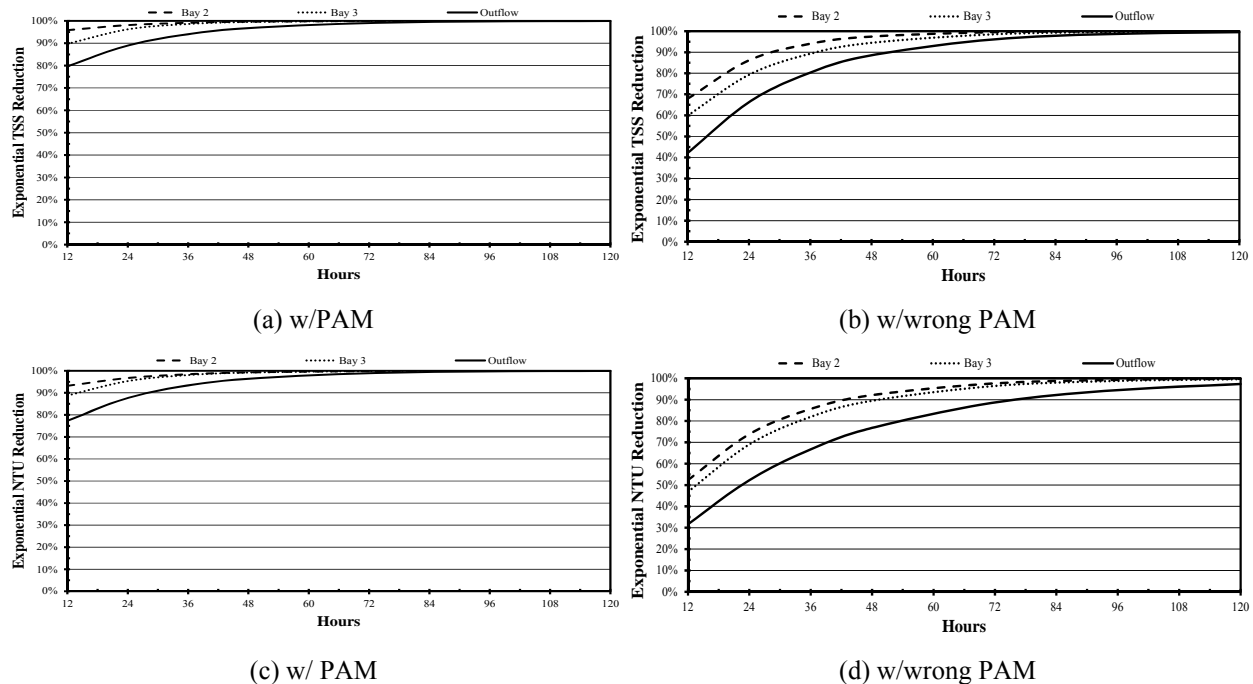 Bay 2 Bay 3 Outflow
Exponential TSS Reduction
100%
90%
80%
70%
60%
50%
40%
30%
20%
10%
0%
12 24 36 48 60 72 84 96 108 120
Hours
(a) w/PAM
Bay 2 Bay 3 Outflow
Exponential TSS Reduction
100%
90%
80%
70%
60%
50%
40%
30%
20%
10%
0%
12 24 36 48 60 72 84 96 108 120
Hours
(b) w/wrong PAM
Bay 2 Bay 3 Outflow
Exponential NTU Reduction
100%
90%
80%
70%
60%
50%
40%
30%
20%
10%
0%
12 24 36 48 60 72 84 96 108 120
Hours
(c) w/ PAM
Bay 2 Bay 3 Outflow
Exponential NTU Reduction
100%
90%
80%
70%
60%
50%
40%
30%
20%
10%
0%
12 24 36 48 60 72 84 96 108 120
Hours
(d) w/wrong PAM